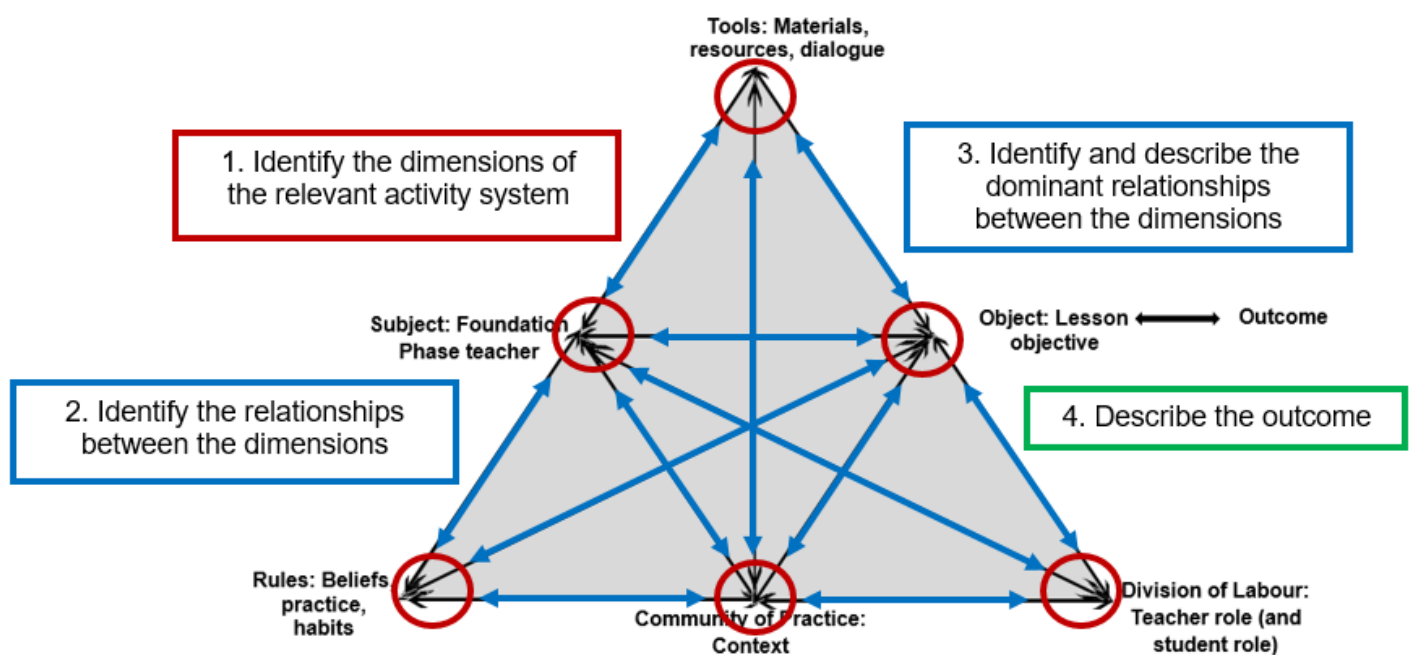 Tools: Materials,
resources, dialogue
1. Identify the dimensions of
the relevant activity system
3. Identify and describe the
dominant relationships
between the dimensions
Subject: Foundation
Phase teacher
Object: Lesson
objective
Outcome
2. Identify the relationships
between the dimensions
4. Describe the outcome
Rules: Beliefs,
practice,
habits
Community of Practice:
Context
Division of Labour:
Teacher role (and
student role)